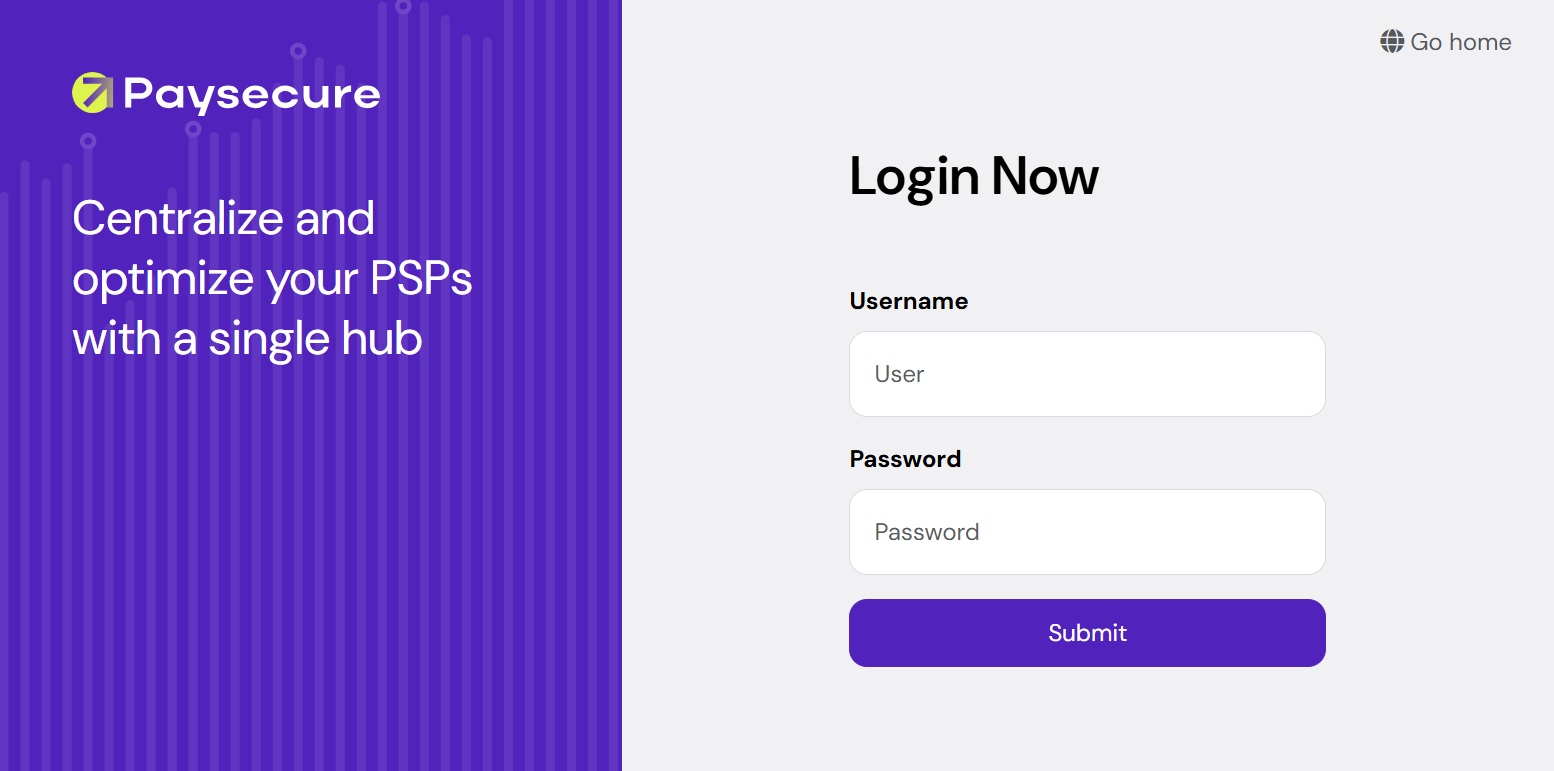 Paysecure
Centralize and
optimize your PSPs
with a single hub
Go home
Login Now
Username
User
Password
Password
Submit